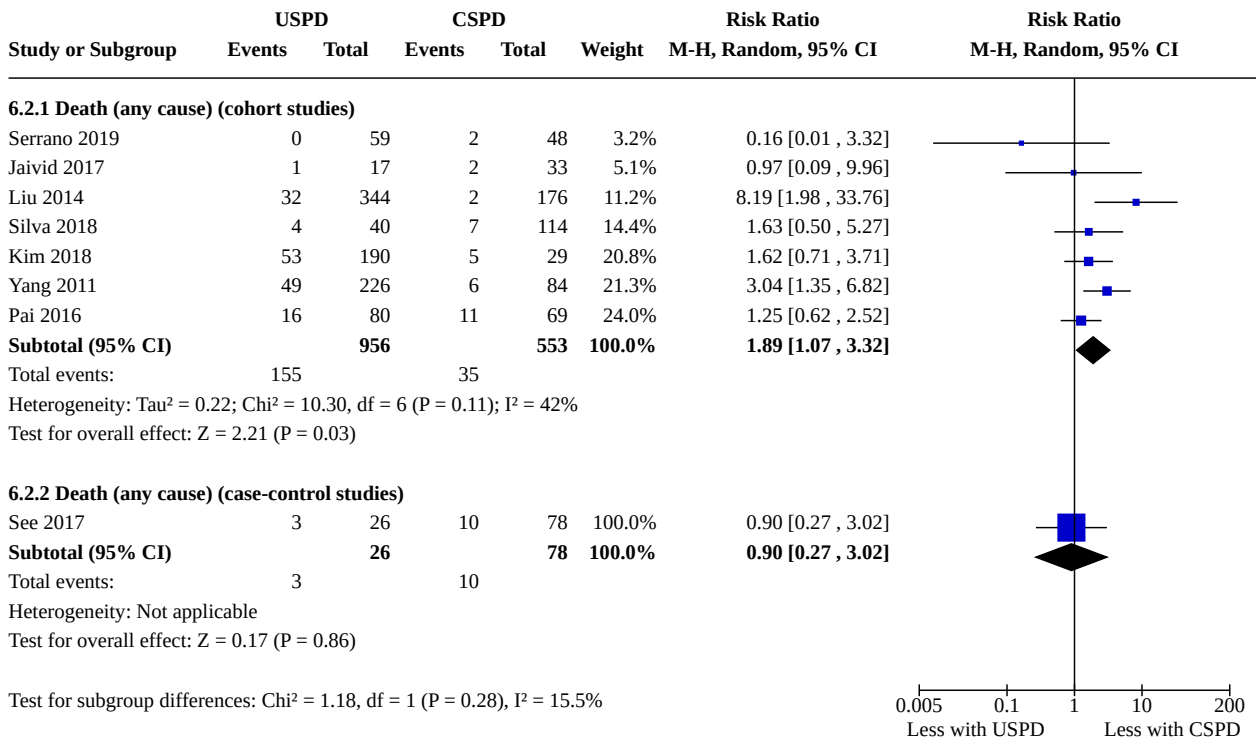 USPD CSPD Risk Ratio Risk Ratio
Study or Subgroup Events Total Events Total Weight M-H, Random, 95% CI M-H, Random, 95% CI
6.2.1 Death (any cause) (cohort studies)
Serrano 2019 0 59 2 48 3.2% 0.16 [0.01 , 3.32]
Jaivid 2017 1 17 2 33 5.1% 0.97 [0.09 , 9.96]
Liu 2014 32 344 2 176 11.2% 8.19 [1.98 , 33.76]
Silva 2018 4 40 7 114 14.4% 1.63 [0.50 , 5.27]
Kim 2018 53 190 5 29 20.8% 1.62 [0.71 , 3.71]
Yang 2011 49 226 6 84 21.3% 3.04 [1.35 , 6.82]
Pai 2016 16 80 11 69 24.0% 1.25 [0.62 , 2.52]
Subtotal (95% CI) 956 553 100.0% 1.89 [1.07 , 3.32]
Total events: 155 35
Heterogeneity: Tau² = 0.22; Chi² = 10.30, df = 6 (P = 0.11); I² = 42%
Test for overall effect: Z = 2.21 (P = 0.03)
6.2.2 Death (any cause) (case-control studies)
See 2017 3 26 10 78 100.0% 0.90 [0.27 , 3.02]
Subtotal (95% CI) 26 78 100.0% 0.90 [0.27 , 3.02]
Total events: 3 10
Heterogeneity: Not applicable
Test for overall effect: Z = 0.17 (P = 0.86)
Test for subgroup differences: Chi² = 1.18, df = 1 (P = 0.28), I² = 15.5%
0.005 0.1 1 10 200
Less with USPD Less with CSPD